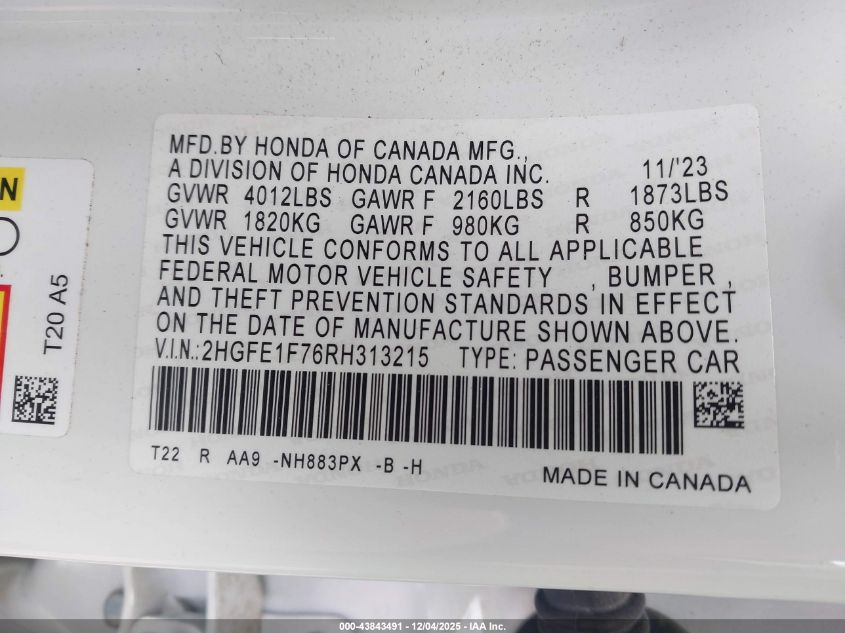 MFD.BY HONDA OF CANADA MFG.,
A DIVISION OF HONDA CANADA INC. 11/'23
GVWR 4012LBS GAWR F 2160LBS R 1873LBS
GVWR 1820KG GAWR F 980KG R 850KG
THIS VEHICLE CONFORMS TO ALL APPLICABLE
FEDERAL MOTOR VEHICLE SAFETY , BUMPER ,
AND THEFT PREVENTION STANDARDS IN EFFECT
ON THE DATE OF MANUFACTURE SHOWN ABOVE.
V.I.N.:2HGFE1F76RH313215 TYPE: PASSENGER CAR
T22 R AA9 -NH883PX -B -H
MADE IN CANADA
N
T20 A5
000-43843491 - 12/04/2025 - IAA, Inc.